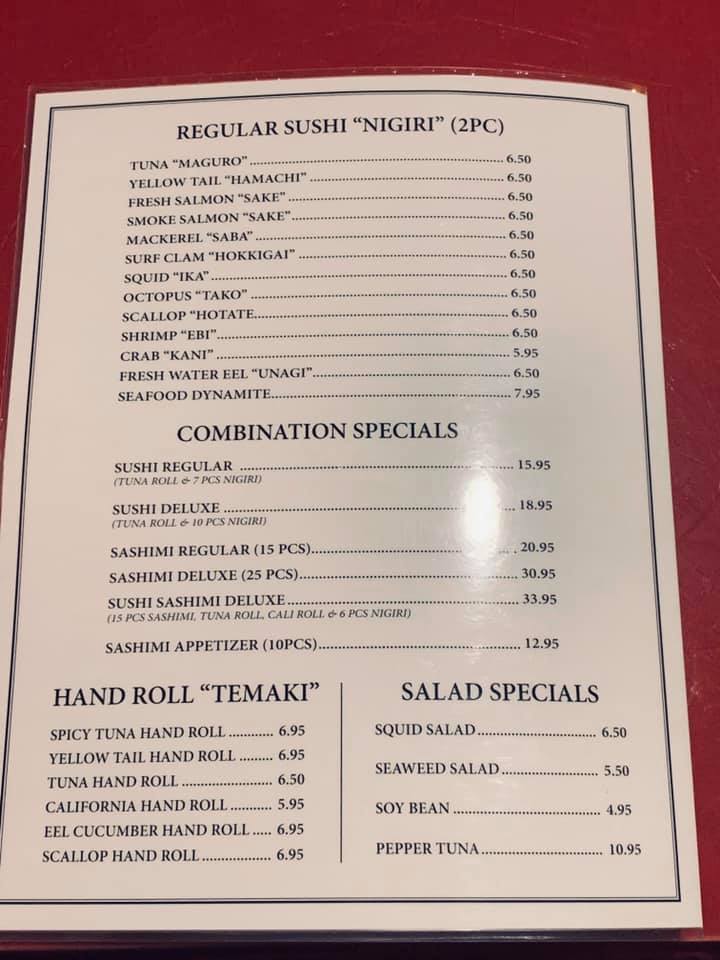 REGULAR SUSHI “NIGIRI” (2PC)
TUNA “MAGURO” 6.50
YELLOW TAIL “HAMACHI” 6.50
FRESH SALMON “SAKE” 6.50
SMOKE SALMON “SAKE” 6.50
MACKEREL “SABA” 6.50
SURF CLAM “HOKKIGAI” 6.50
SQUID “IKA” 6.50
OCTOPUS “TAKO” 6.50
SCALLOP “HOTATE 6.50
SHRIMP “EBI” 6.50
CRAB “KANI” 5.95
FRESH WATER EEL “UNAGI” 6.50
SEAFOOD DYNAMITE 7.95
COMBINATION SPECIALS
SUSHI REGULAR 15.95
(TUNA ROLL & 7 PCS NIGIRI)
SUSHI DELUXE 18.95
(TUNA ROLL & 10 PCS NIGIRI)
SASHIMI REGULAR (15 PCS) 20.95
SASHIMI DELUXE (25 PCS) 30.95
SUSHI SASHIMI DELUXE 33.95
(15 PCS SASHIMI, TUNA ROLL, CALI ROLL & 6 PCS NIGIRI)
SASHIMI APPETIZER (10PCS) 12.95
HAND ROLL “TEMAKI”
SPICY TUNA HAND ROLL 6.95
YELLOW TAIL HAND ROLL 6.95
TUNA HAND ROLL 6.50
CALIFORNIA HAND ROLL 5.95
EEL CUCUMBER HAND ROLL 6.95
SCALLOP HAND ROLL 6.95
SALAD SPECIALS
SQUID SALAD 6.50
SEAWEED SALAD 5.50
SOY BEAN 4.95
PEPPER TUNA 10.95